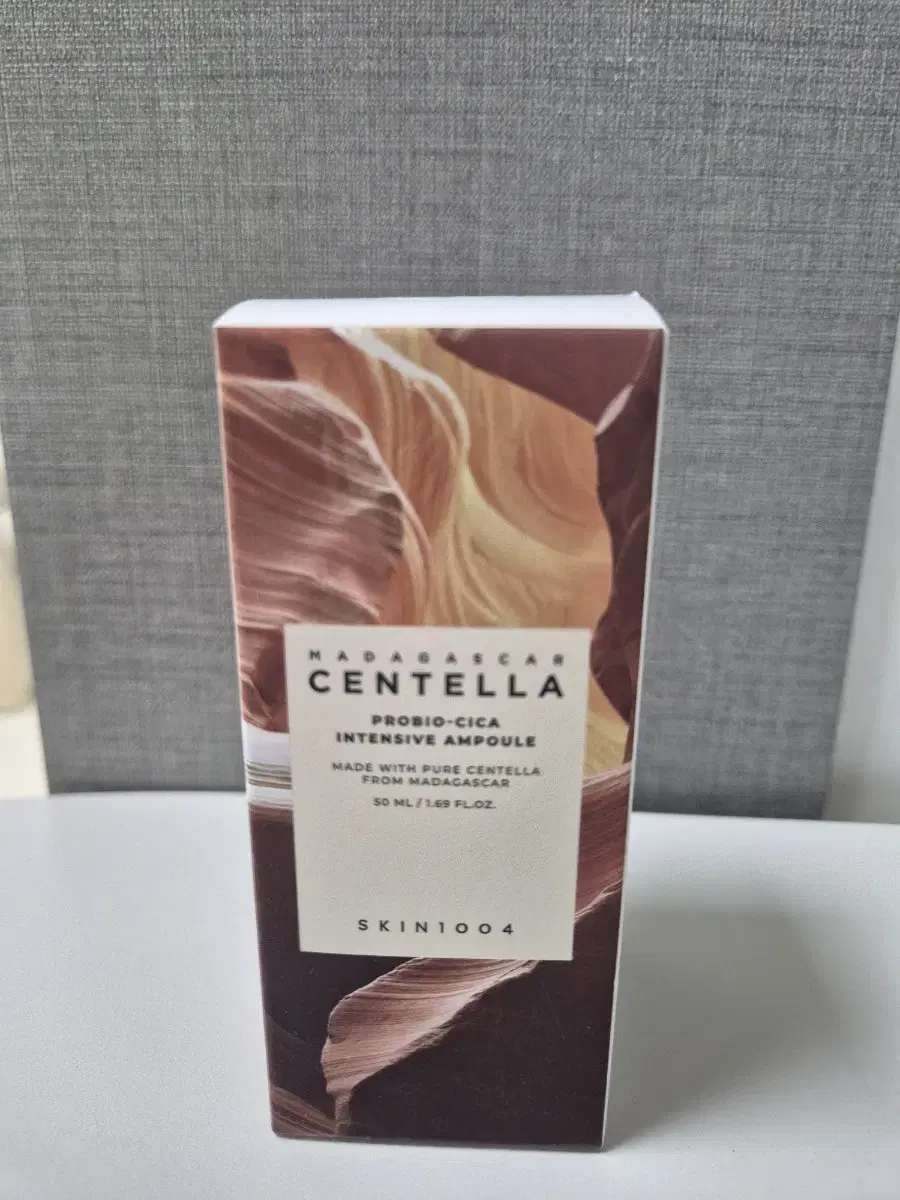 MADAGASCAR
CENTELLA
PROBIO-CICA
INTENSIVE AMPOULE
MADE WITH PURE CENTELLA
FROM MADAGASCAR
50 ML / 1.69 FL.OZ.
SKIN1004